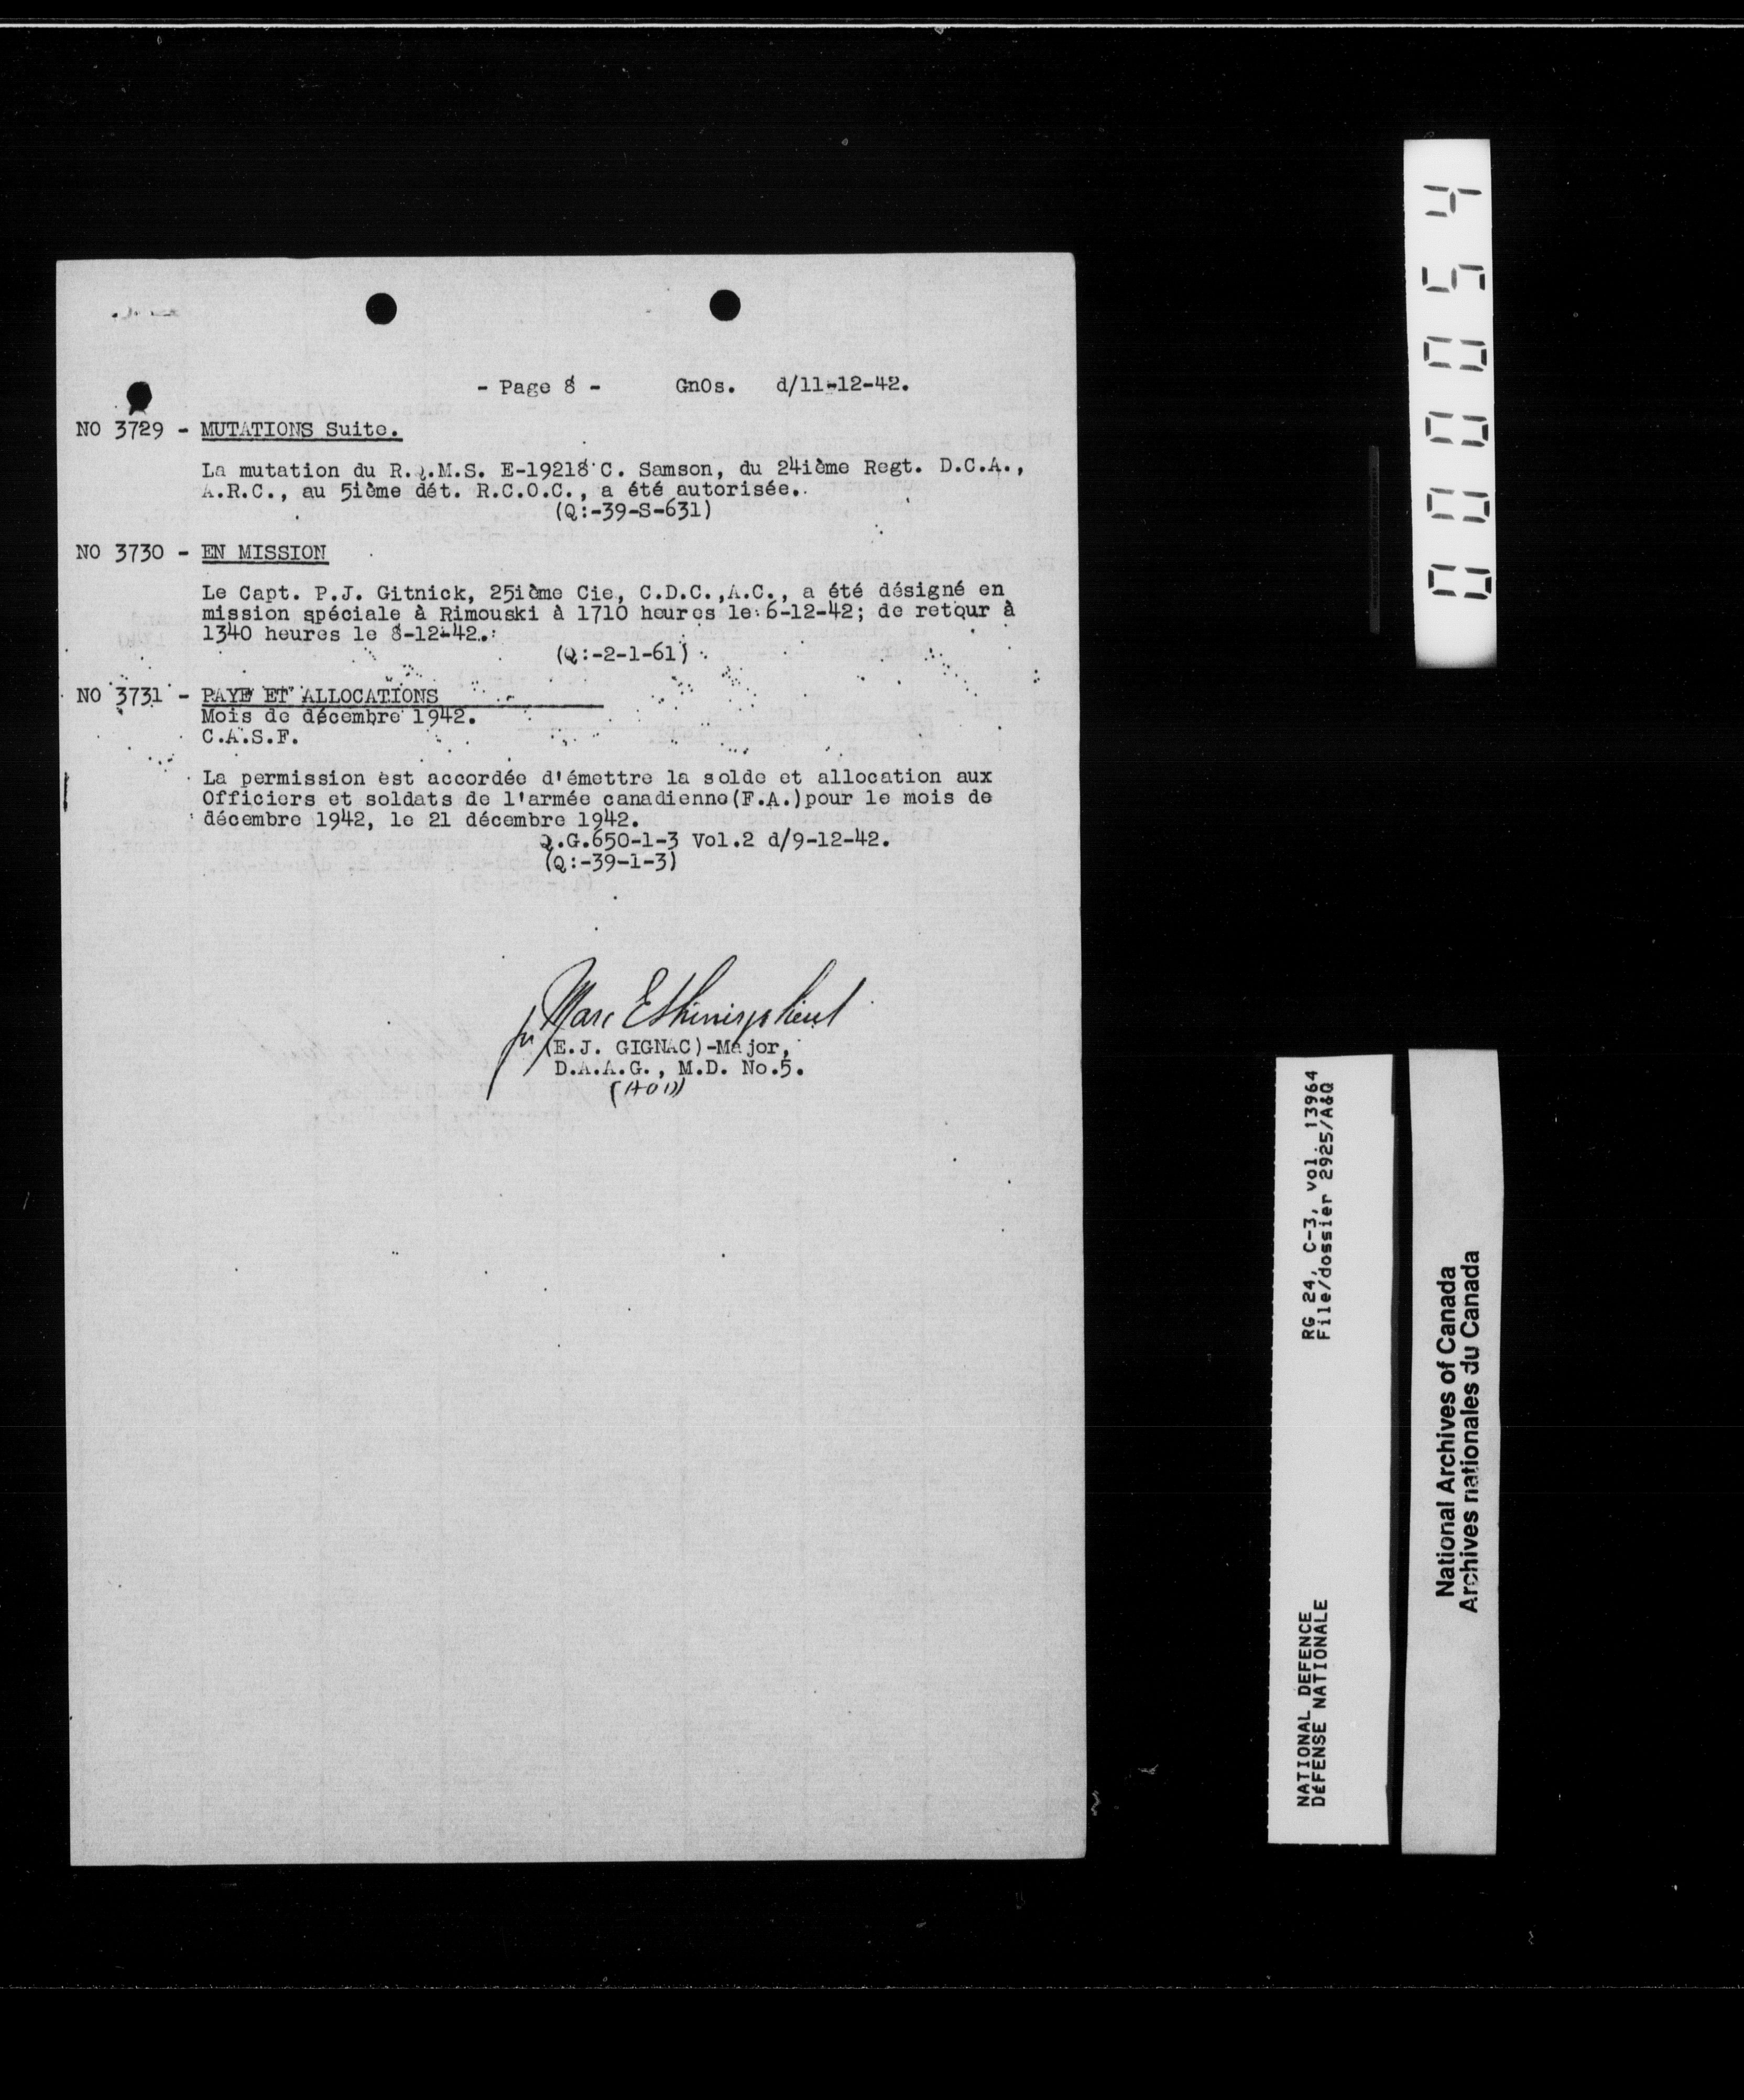 - Page 8 - GnOs. d/11-12-42.
NO 3729 - MUTATIONS Suite.
La mutation du R.Q.M.S. E-19218 C. Samson, du 24ième Regt. D.C.A.,
A.R.C., au 5ième dét. R.C.O.C., a été autorisée.
(Q:-39-S-631)
NO 3730 - EN MISSION
Le Capt. P.J. Gitnick, 25ième Cie, C.D.C.,A.C., a été désigné en
mission spéciale à Rimouski à 1710 heures le 6-12-42; de retour à
1340 heures le 8-12-42.
(Q:-2-1-61)
NO 3731 - PAYE ET ALLOCATIONS
Mois de décembre 1942.
C.A.S.F.
La permission est accordée d'émettre la solde et allocation aux
Officiers et soldats de l'armée canadienne(F.A.)pour le mois de
décembre 1942, le 21 décembre 1942.
Q.G.650-1-3 Vol.2 d/9-12-42.
(Q:-39-1-3)
Marc
(E.J. GIGNAC)-Major,
D.A.A.G., M.D. No.5.
000054
RG 24, C-3, vol. 13964
File/dossier 2925/A&Q
NATIONAL DEFENCE
DéFENSE NATIONALE
National Archives of Canada
Archives nationales du Canada